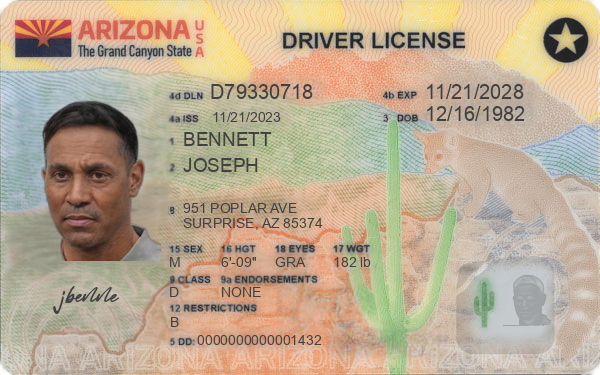 ARIZONA USA
The Grand Canyon State
DRIVER LICENSE
4d DLN D79330718 4b EXP 11/21/2028
4a ISS 11/21/2023 3 DOB 12/16/1982
1 BENNETT
2 JOSEPH
8 951 POPLAR AVE
SURPRISE, AZ 85374
15 SEX 16 HGT 18 EYES 17 WGT
M 6'-09" GRA 182 lb
9 CLASS 9a ENDORSEMENTS
D NONE
12 RESTRICTIONS
B
5 DD: 0000000000001432
jbennte
ARIZONA ARIZONA ARIZONA ARIZONA